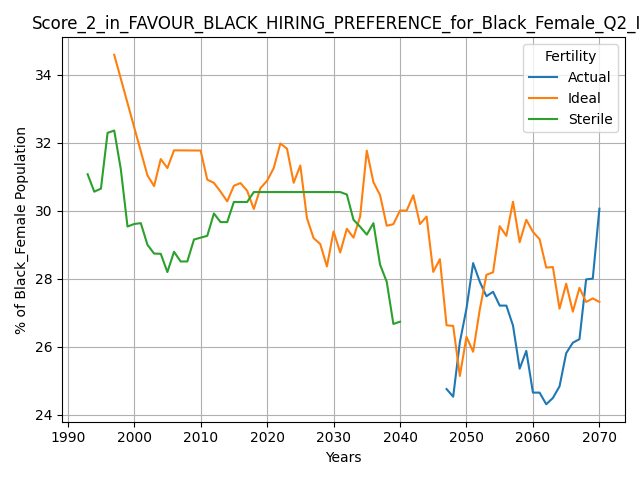 Score_2_in_FAVOUR_BLACK_HIRING_PREFERENCE_for_Black_Female_Q2_I
Fertility
Actual
Ideal
Sterile
% of Black_Female Population
34
32
30
28
26
24
1990 2000 2010 2020 2030 2040 2050 2060 2070
Years